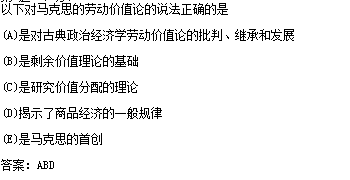 以下对马克思的劳动价值论的说法正确的是
(A)是对古典政治经济学劳动价值论的批判、继承和发展
(B)是剩余价值理论的基础
(C)是研究价值分配的理论
(D)揭示了商品经济的一般规律
(E)是马克思的首创
答案: ABD